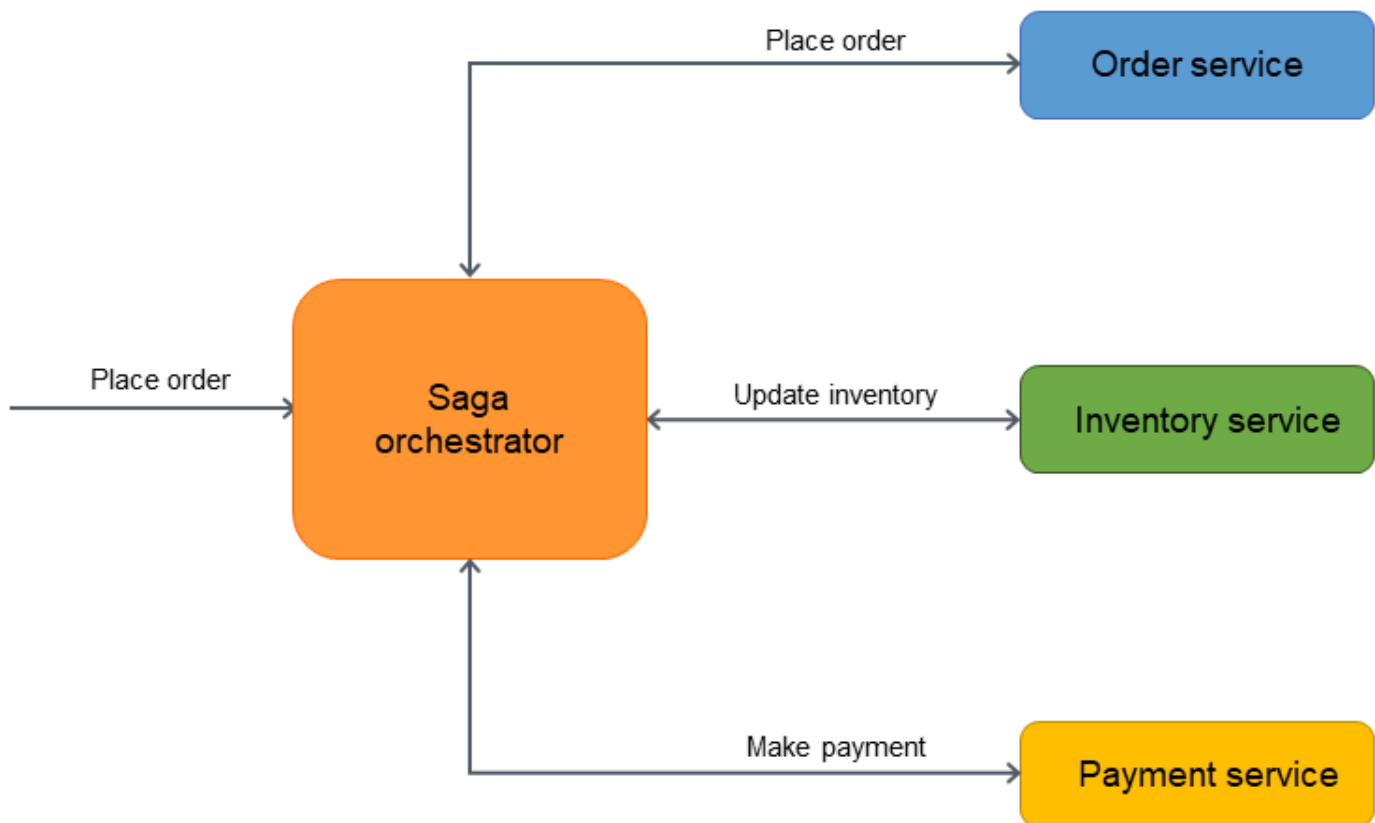 Place order
Order service
Place order
Saga
orchestrator
Update inventory
Inventory service
Make payment
Payment service